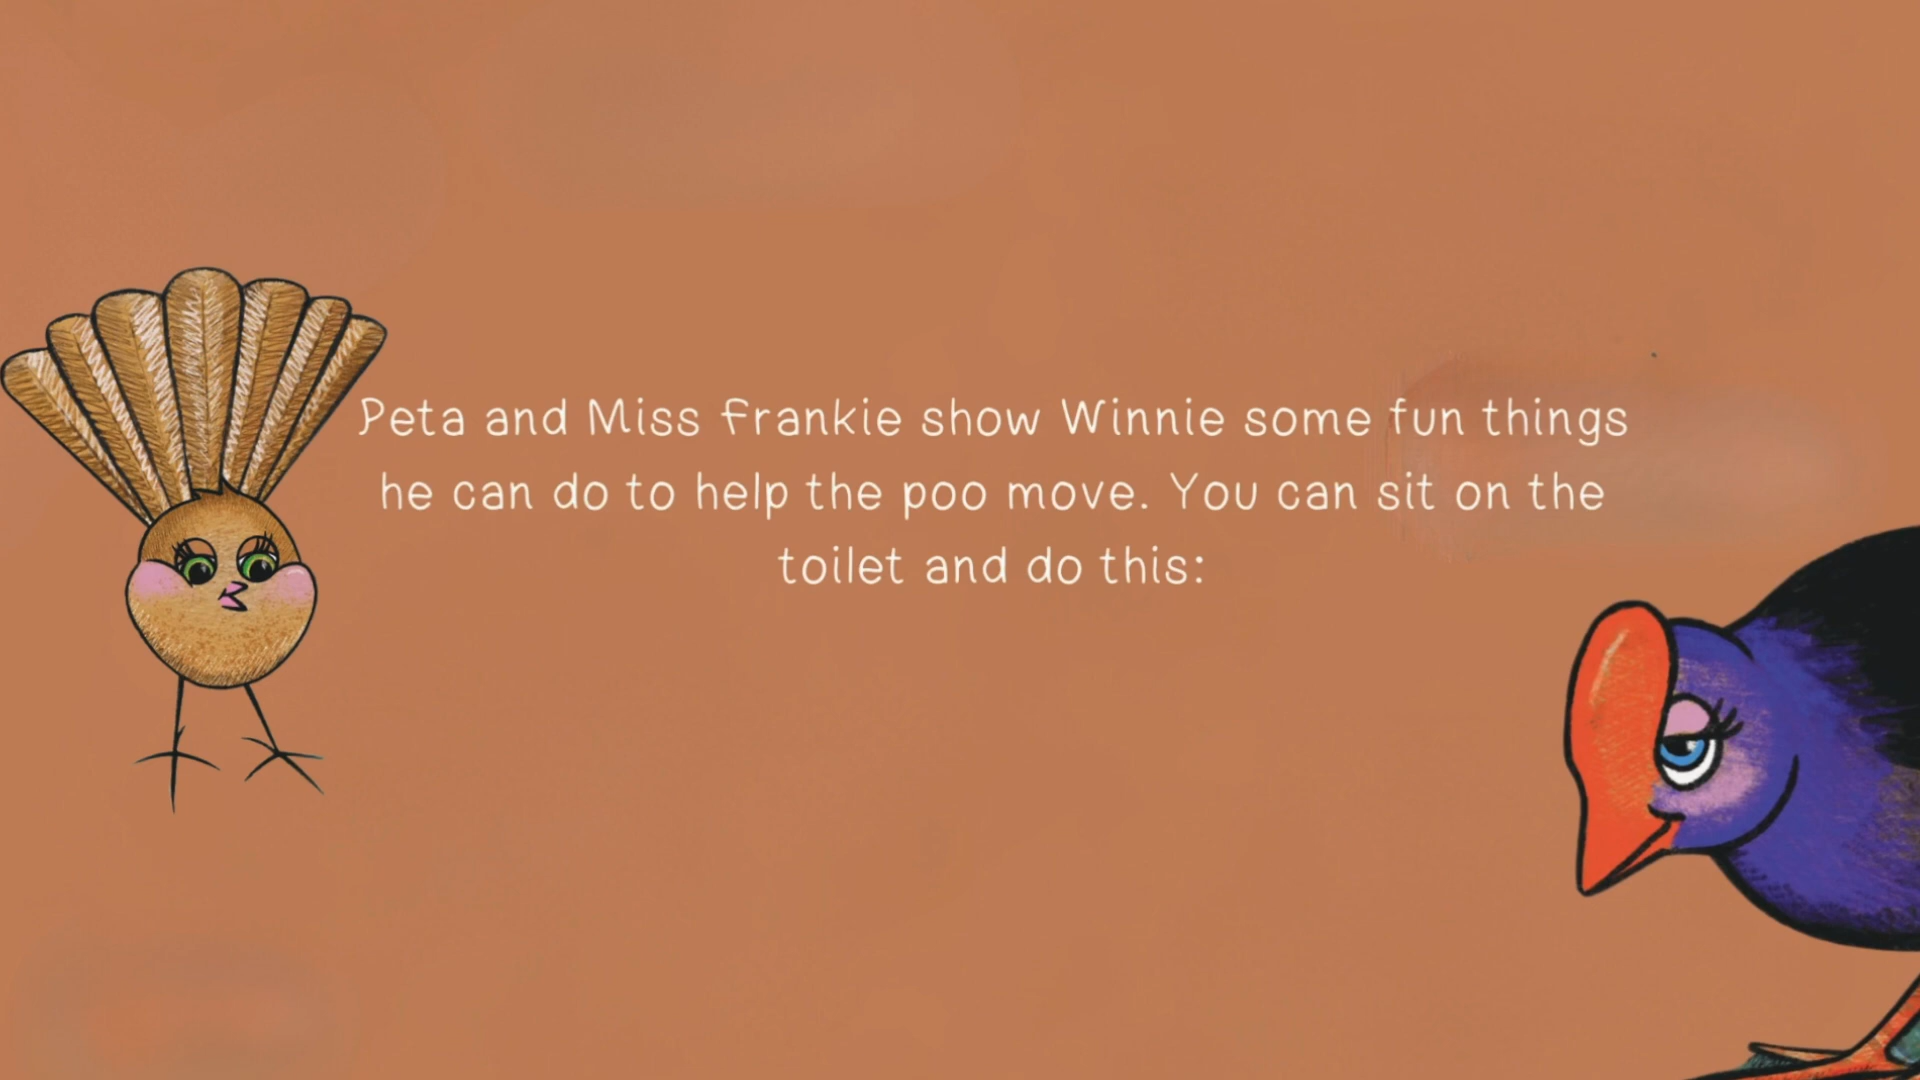 Peta and Miss Frankie show Winnie some fun things
he can do to help the poo move. You can sit on the
toilet and do this: